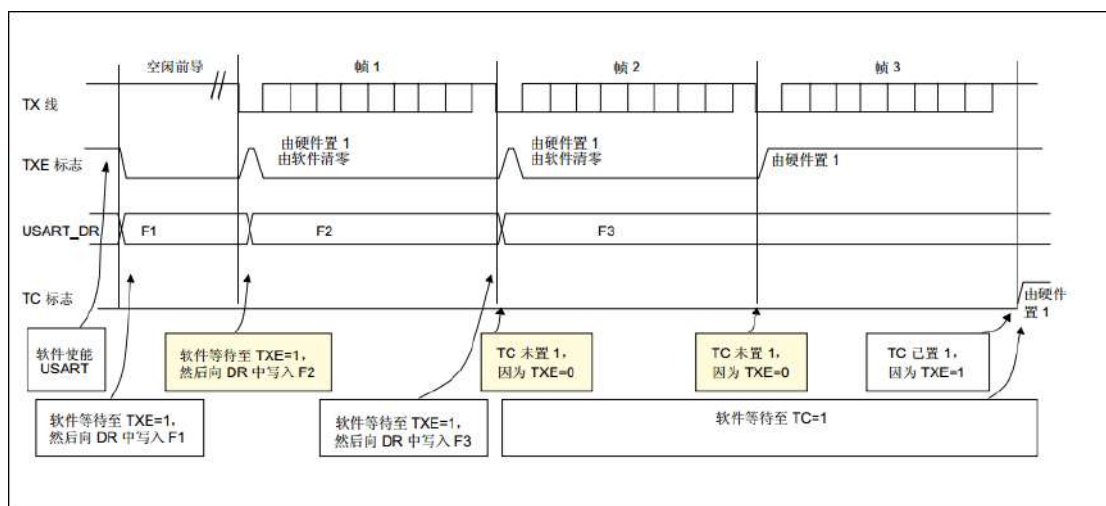 空闲前导
帧 1
帧 2
帧 3
TX 线
TXE 标志
由硬件置 1
由软件清零
由硬件置 1
由软件清零
由硬件置 1
USART_DR
F1
F2
F3
TC 标志
由硬件
置 1
软件使能
USART
软件等待至 TXE=1,
然后向 DR 中写入 F2
TC 未置 1,
因为 TXE=0
TC 未置 1,
因为 TXE=0
TC 已置 1,
因为 TXE=1
软件等待至 TXE=1,
然后向 DR 中写入 F1
软件等待至 TXE=1,
然后向 DR 中写入 F3
软件等待至 TC=1